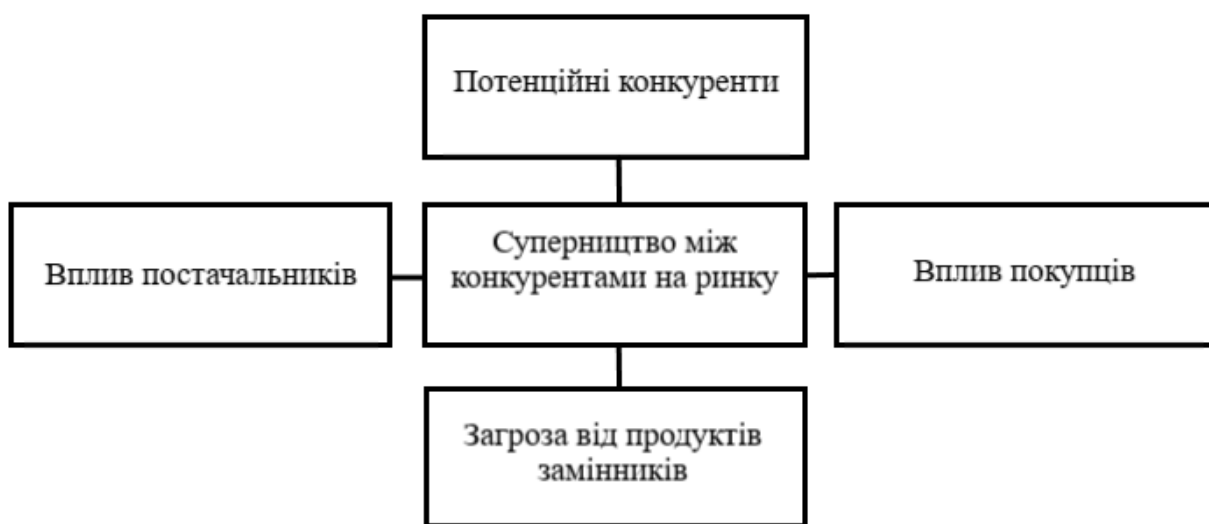 Потенційні конкуренти
Вплив постачальників
Суперництво між
конкурентами на ринку
Вплив покупців
Загроза від продуктів
замінників